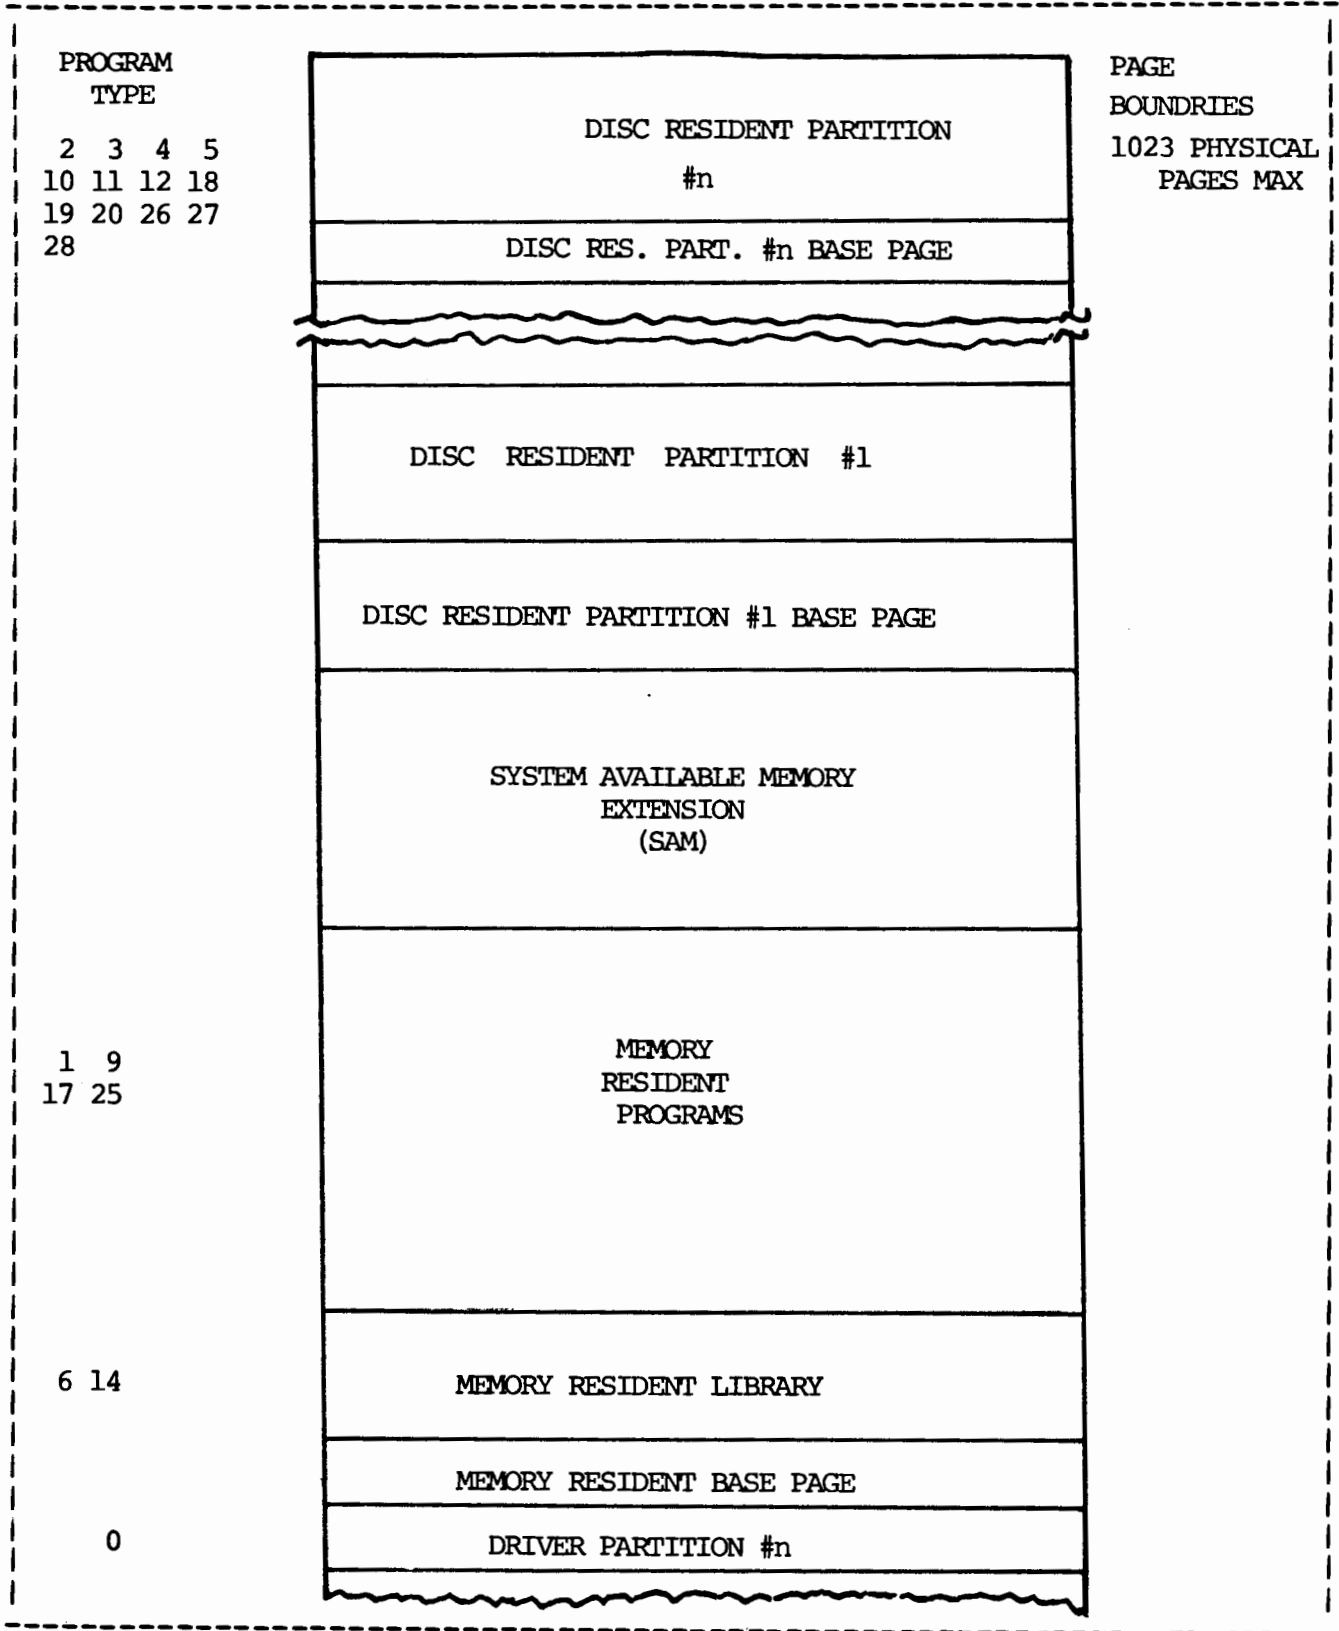 PROGRAM
TYPE
2 3 4 5
10 11 12 18
19 20 26 27
28
DISC RESIDENT PARTITION
#n
PAGE
BOUNDRIES
1023 PHYSICAL
PAGES MAX
DISC RES. PART. #n BASE PAGE
DISC RESIDENT PARTITION #1
DISC RESIDENT PARTITION #1 BASE PAGE
SYSTEM AVAILABLE MEMORY
EXTENSION
(SAM)
1 9
17 25
MEMORY
RESIDENT
PROGRAMS
6 14
MEMORY RESIDENT LIBRARY
MEMORY RESIDENT BASE PAGE
0
DRIVER PARTITION #n